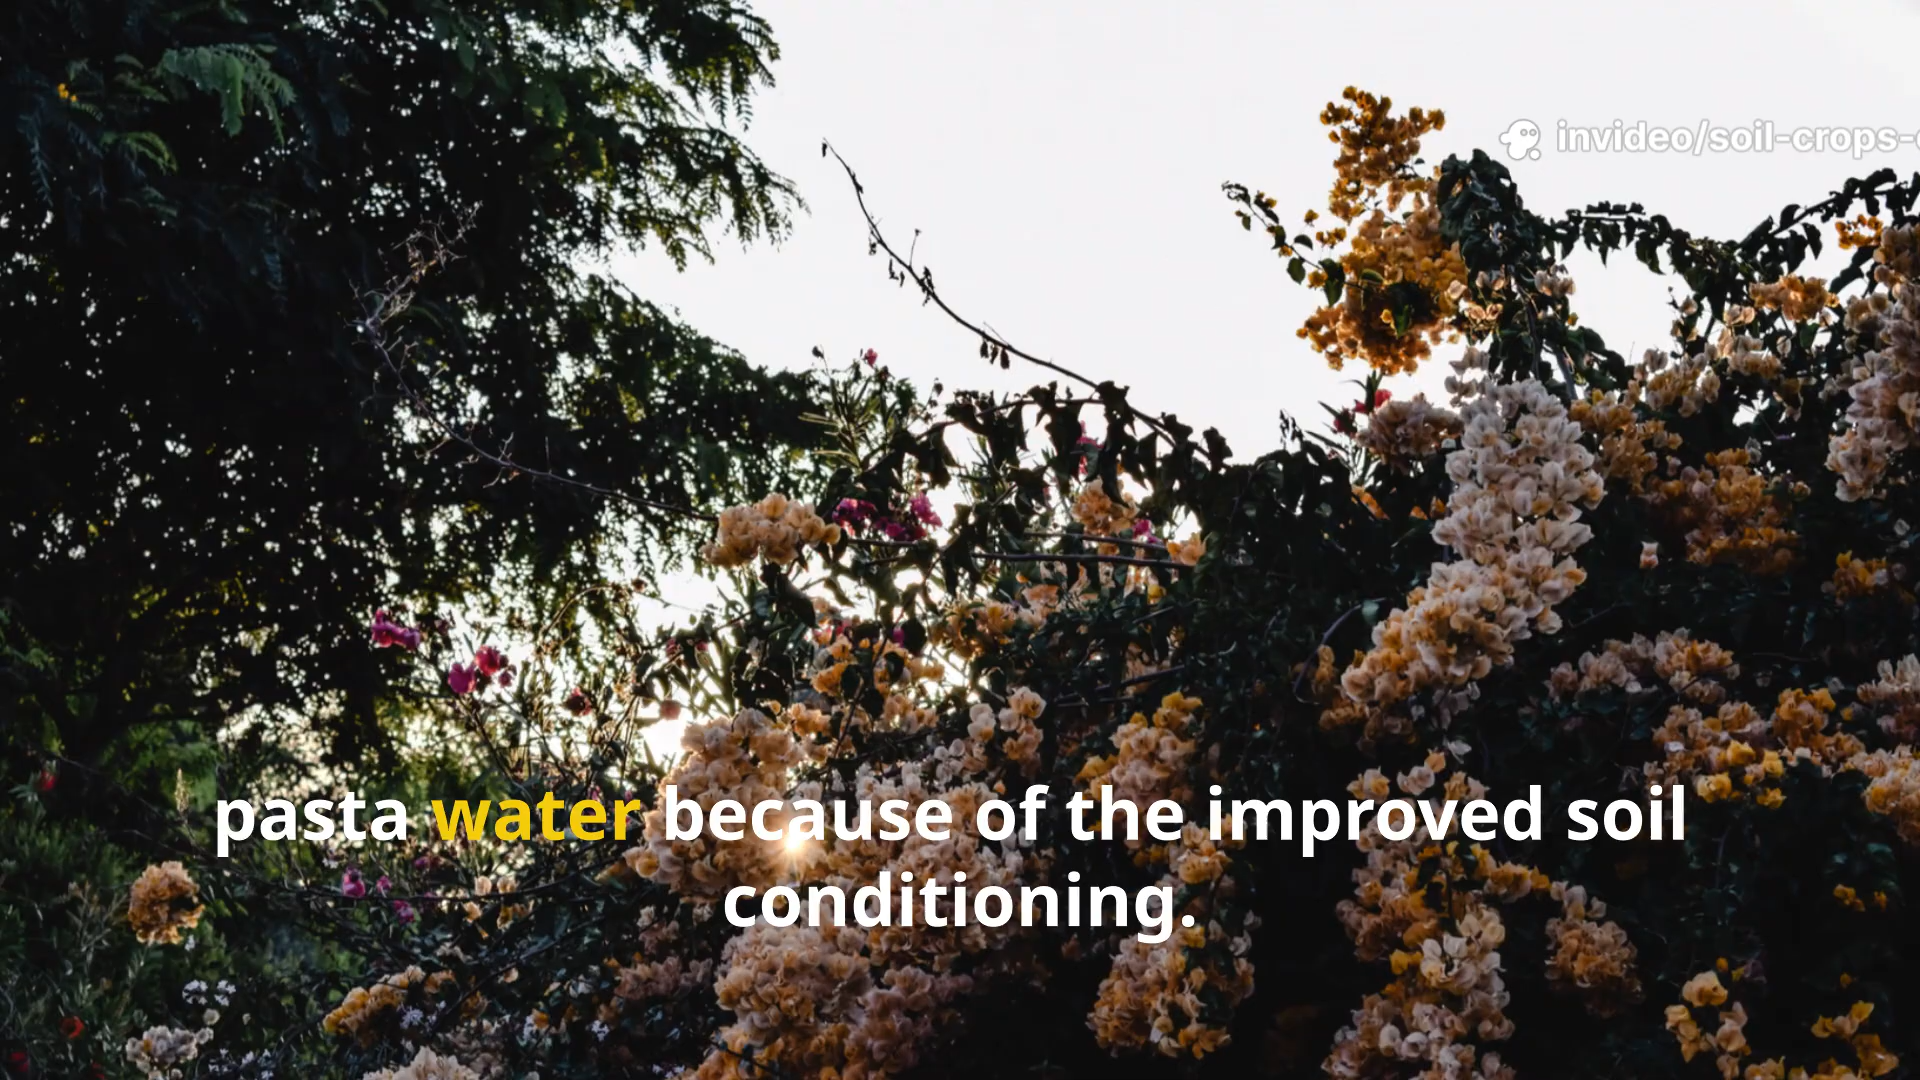 invideo/soil-crops-
pasta water because of the improved soil
conditioning.